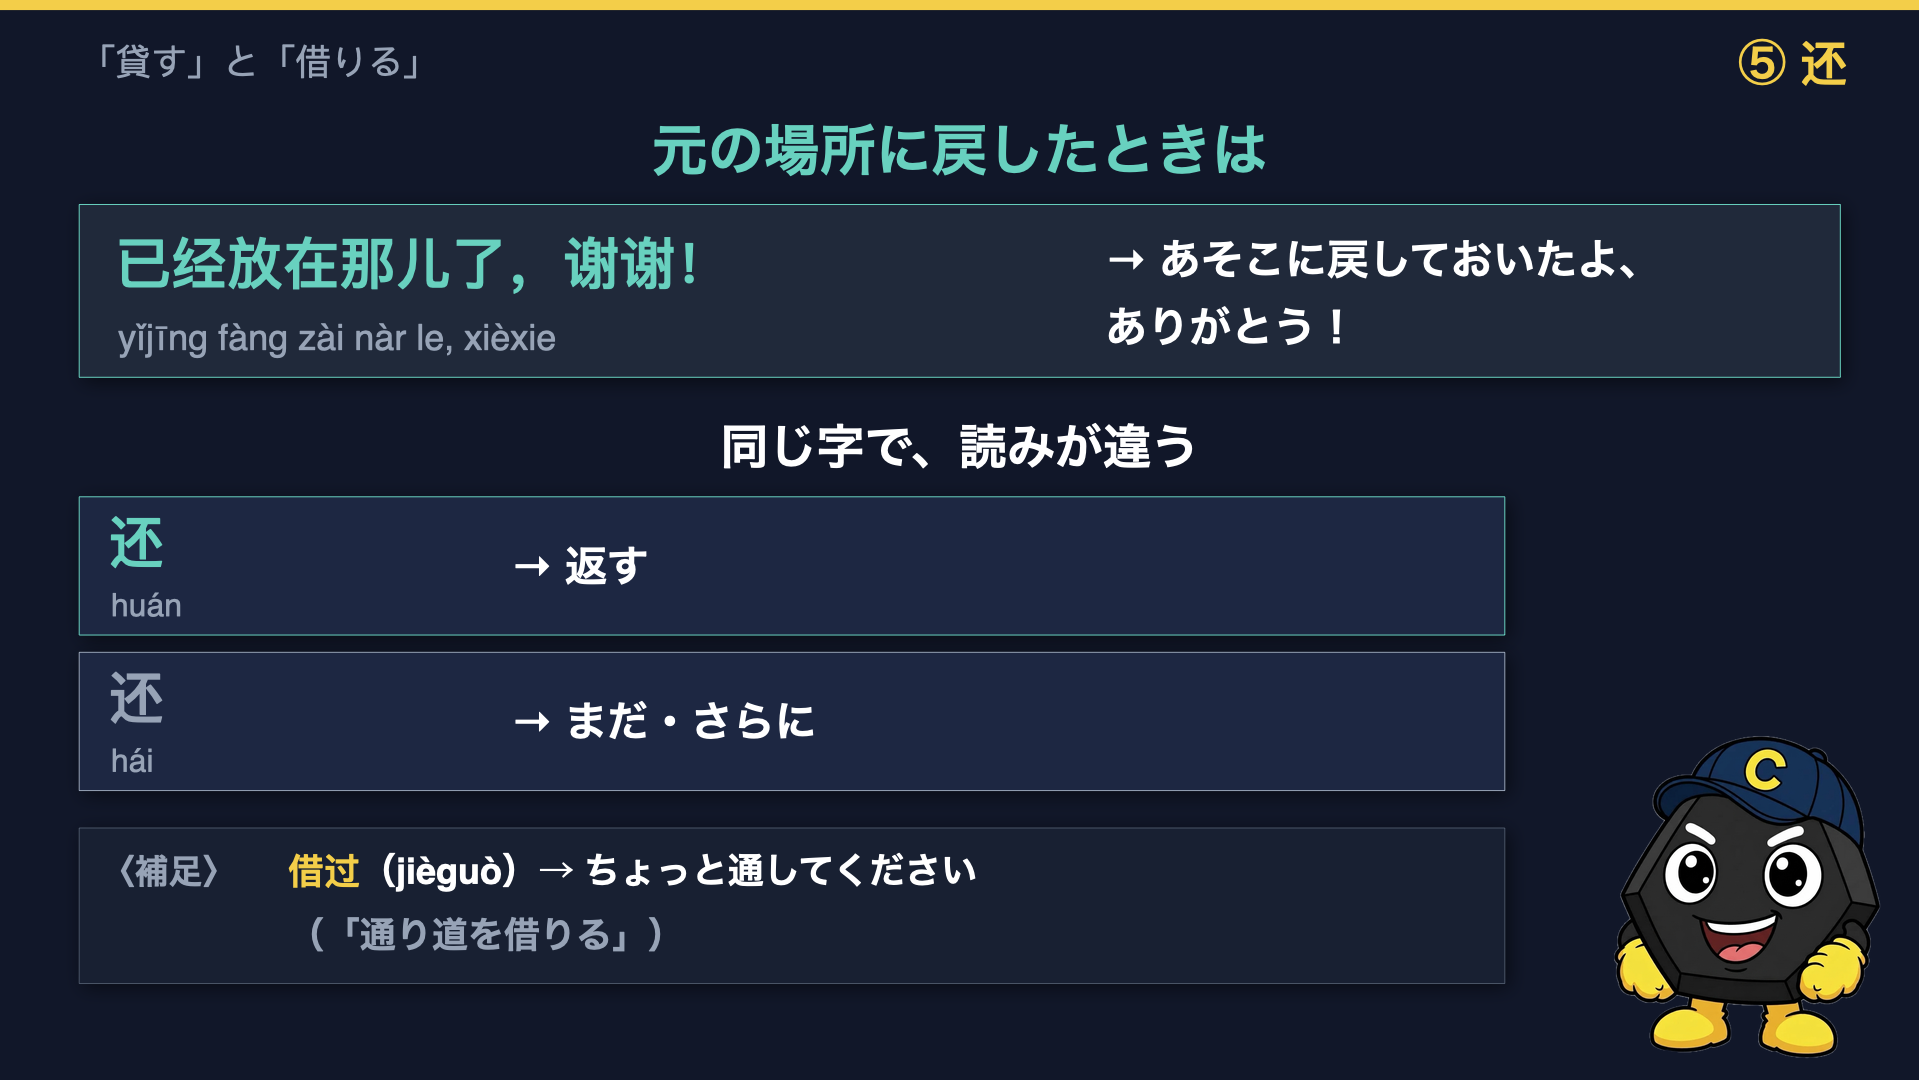 「貸す」と「借りる」
⑤ 还
元の場所に戻したときは
已经放在那儿了，谢谢！
yǐjīng fàng zài nàr le, xièxie
→ あそこに戻しておいたよ、
ありがとう！
同じ字で、読みが違う
还
huán
→ 返す
还
hái
→ まだ・さらに
〈補足〉 借过（jièguò）→ ちょっと通してください
（「通り道を借りる」）
C